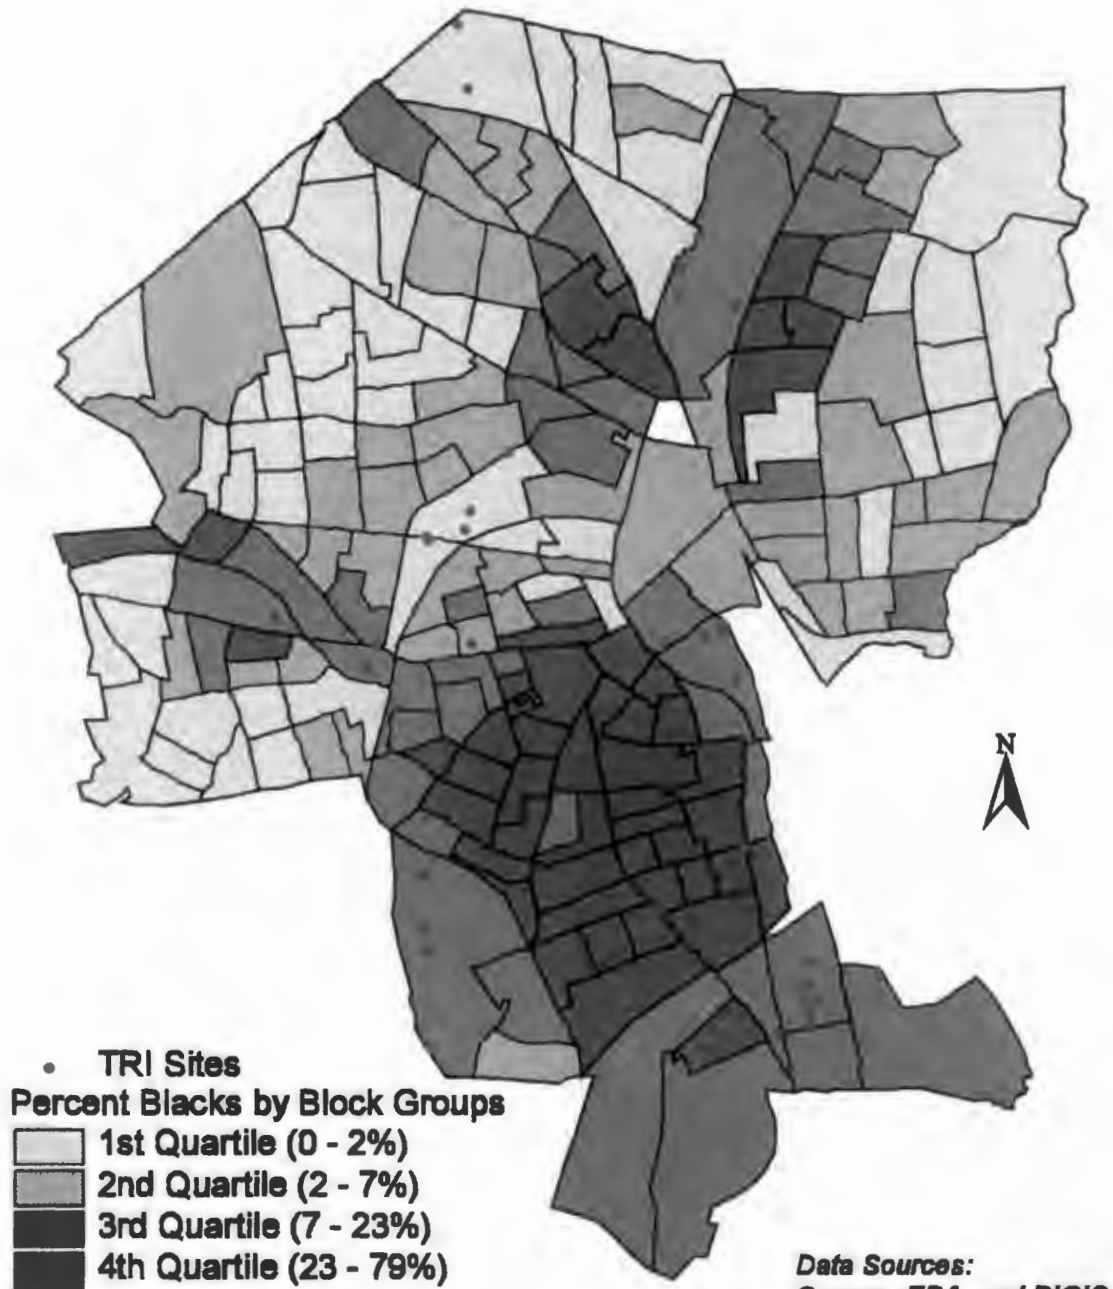 N
TRI Sites
Percent Blacks by Block Groups
1st Quartile (0 - 2%)
2nd Quartile (2 - 7%)
3rd Quartile (7 - 23%)
4th Quartile (23 - 79%)
Data Sources: